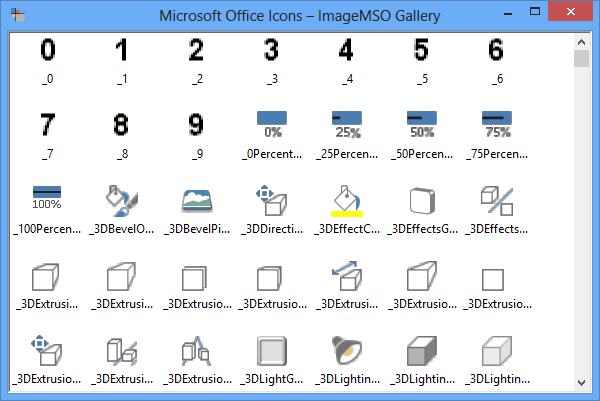 Microsoft Office Icons – ImageMSO Gallery
0 1 2 3 4 5 6
_0 _1 _2 _3 _4 _5 _6
7 8 9 0% 25% 50% 75%
_7 _8 _9 _0Percent... _25Percen... _50Percen... _75Percen...
100%
_100Percen... _3DBevelO... _3DBevelPi... _3DDirecti... _3DEffectC... _3DEffectsG... _3DEffects...
_3DExtrusi... _3DExtrusi... _3DExtrusio... _3DExtrusio... _3DExtrusi... _3DExtrusio... _3DExtrusio...
_3DExtrusio... _3DExtrusi... _3DExtrusio... _3DLightG... _3DLightin... _3DLightin... _3DLightin...